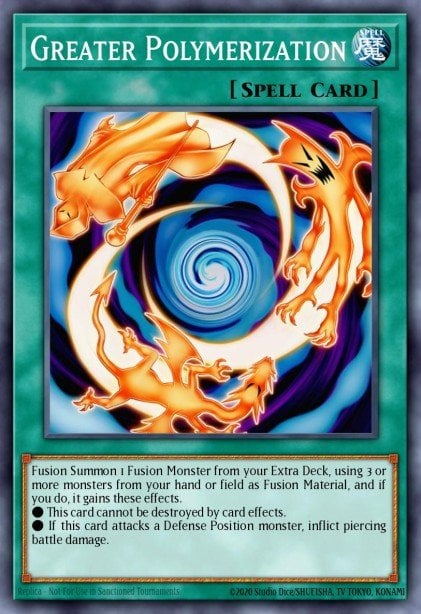 GREATER POLYMERIZATION
SPELL
魔
[ SPELL CARD ]
Fusion Summon 1 Fusion Monster from your Extra Deck, using 3 or
more monsters from your hand or field as Fusion Material, and if
you do, it gains these effects.
● This card cannot be destroyed by card effects.
● If this card attacks a Defense Position monster, inflict piercing
battle damage.
Replica - Not For Use in Sanctioned Tournaments
©2020 Studio Dice/SHUEISHA, TV TOKYO, KONAMI